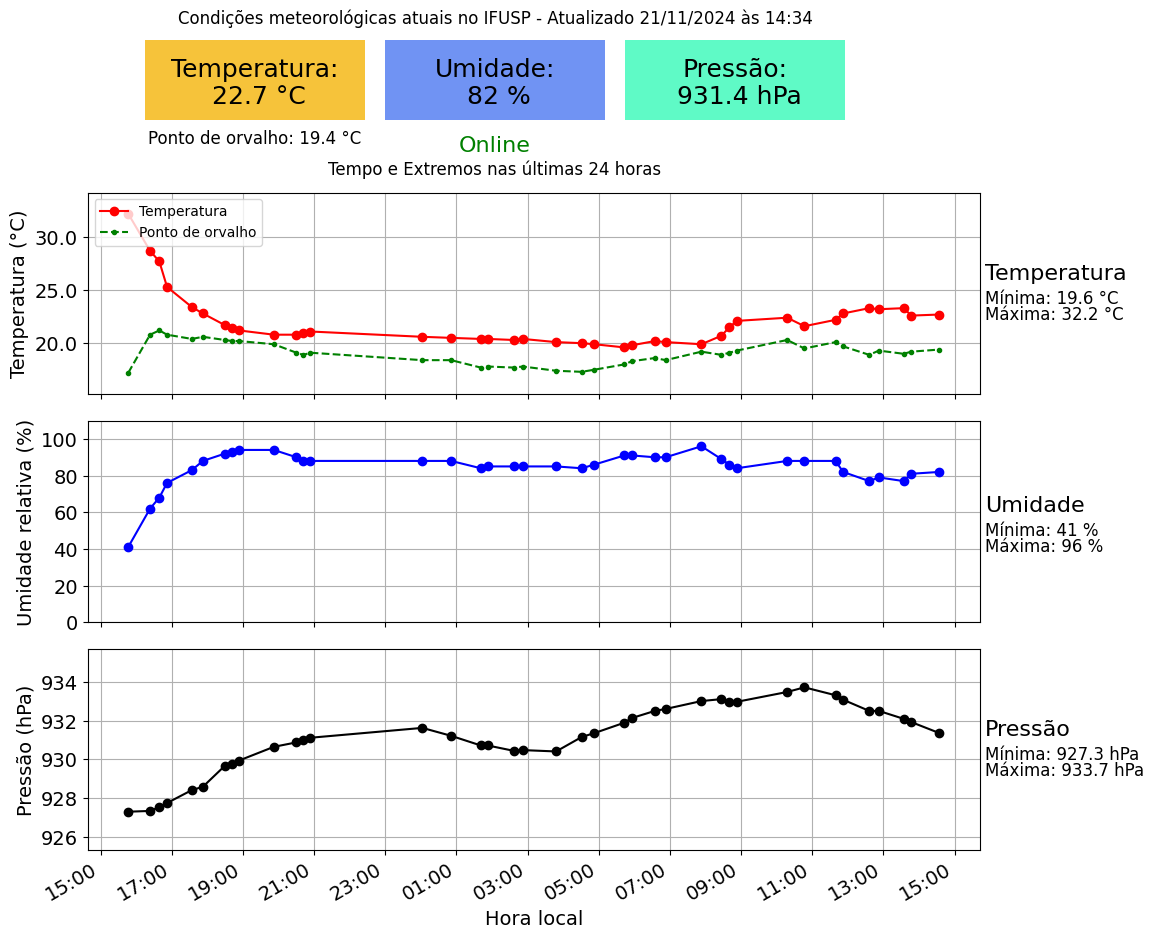 Condições meteorológicas atuais no IFUSP - Atualizado 21/11/2024 às 14:34
Temperatura:
22.7 °C
Umidade:
82 %
Pressão:
931.4 hPa
Ponto de orvalho: 19.4 °C
Online
Tempo e Extremos nas últimas 24 horas
Temperatura (°C)
30.0
25.0
20.0
Temperatura
Ponto de orvalho
Temperatura
Mínima: 19.6 °C
Máxima: 32.2 °C
Umidade relativa (%)
100
80
60
40
20
0
Umidade
Mínima: 41 %
Máxima: 96 %
Pressão (hPa)
934
932
930
928
926
Pressão
Mínima: 927.3 hPa
Máxima: 933.7 hPa
15:00 17:00 19:00 21:00 23:00 01:00 03:00 05:00 07:00 09:00 11:00 13:00 15:00
Hora local